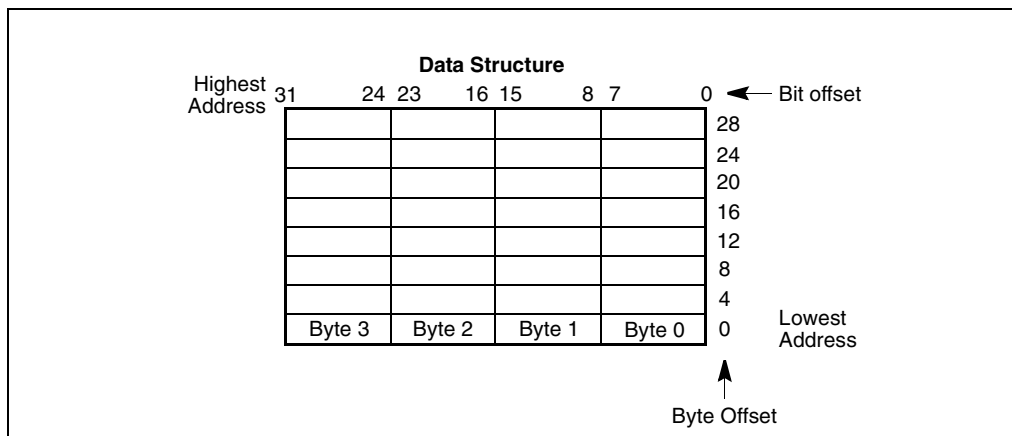 Data Structure
Highest Address
31 24 23 16 15 8 7 0 Bit offset
28
24
20
16
12
8
4
Byte 3 Byte 2 Byte 1 Byte 0 0
Lowest Address
Byte Offset